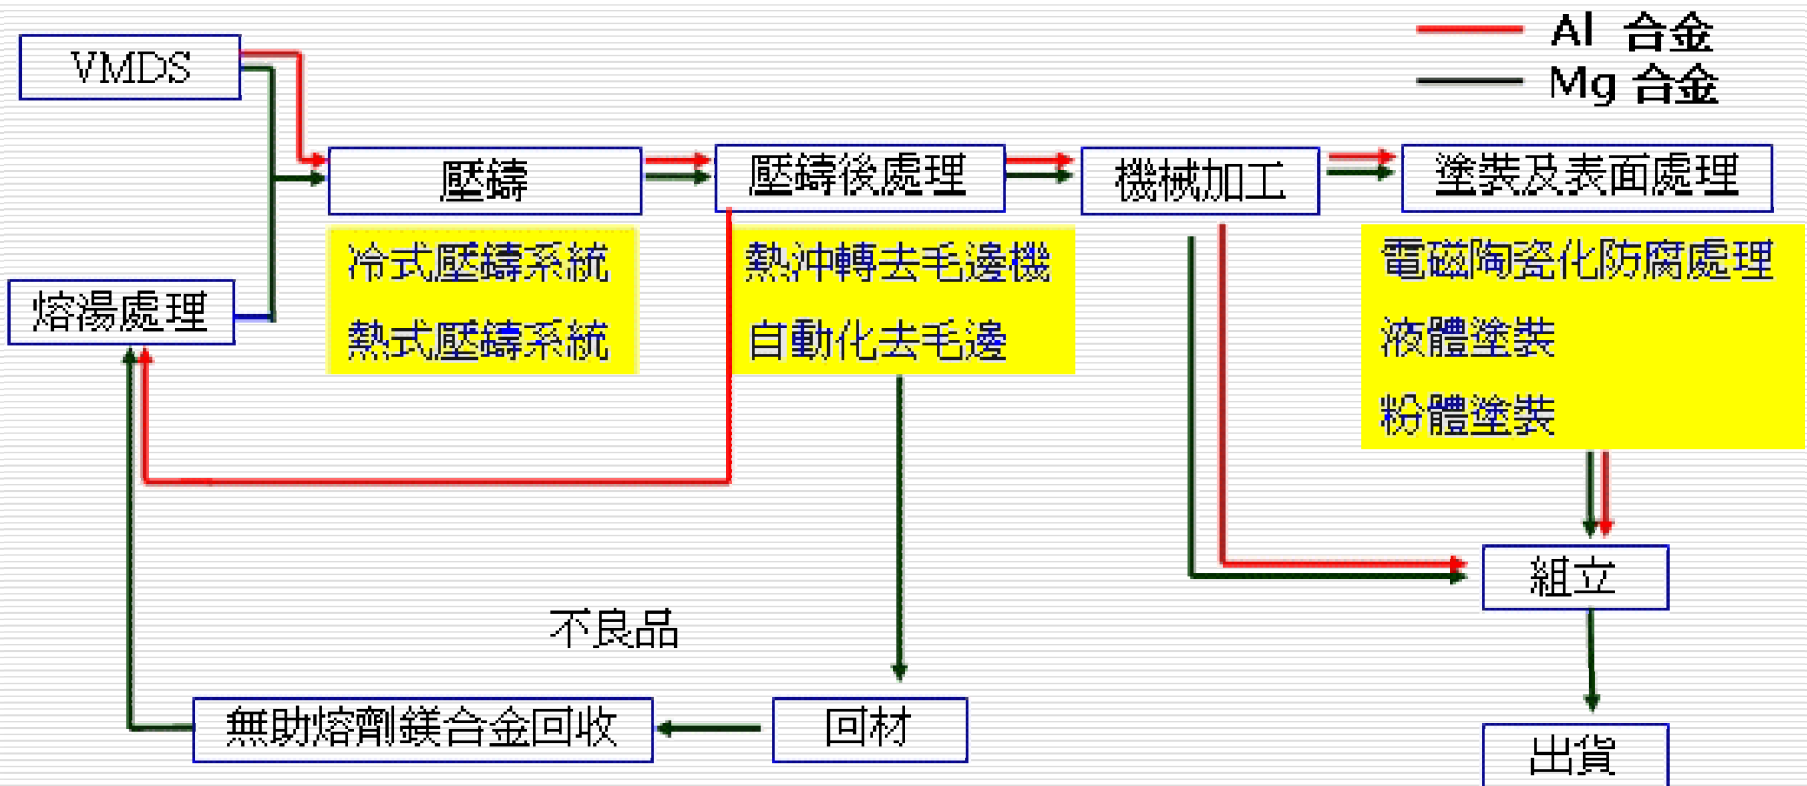 Al 合金
Mg 合金
VMDS
壓鑄
壓鑄後處理
機械加工
塗裝及表面處理
冷式壓鑄系統
熱式壓鑄系統
熱沖轉去毛邊機
自動化去毛邊
電磁陶瓷化防腐處理
液體塗裝
粉體塗裝
熔湯處理
組立
不良品
無助熔劑鎂合金回收
回材
出貨